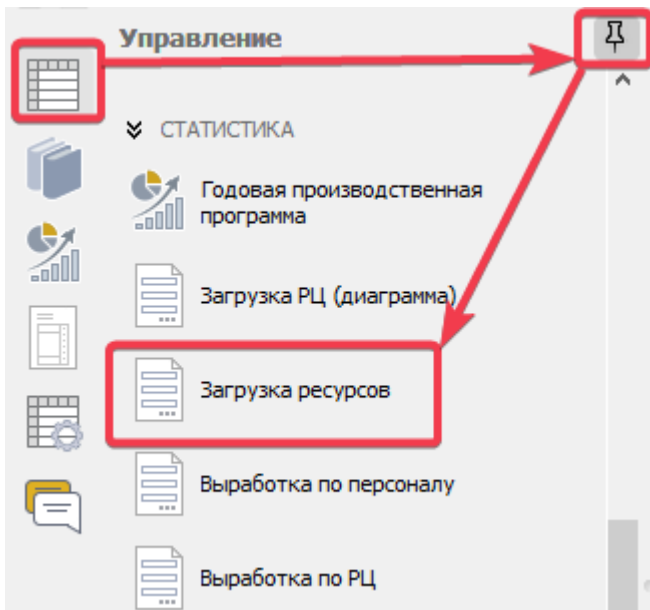 Управление
СТАТИСТИКА
Годовая производственная
программа
Загрузка РЦ (диаграмма)
Загрузка ресурсов
Выработка по персоналу
Выработка по РЦ